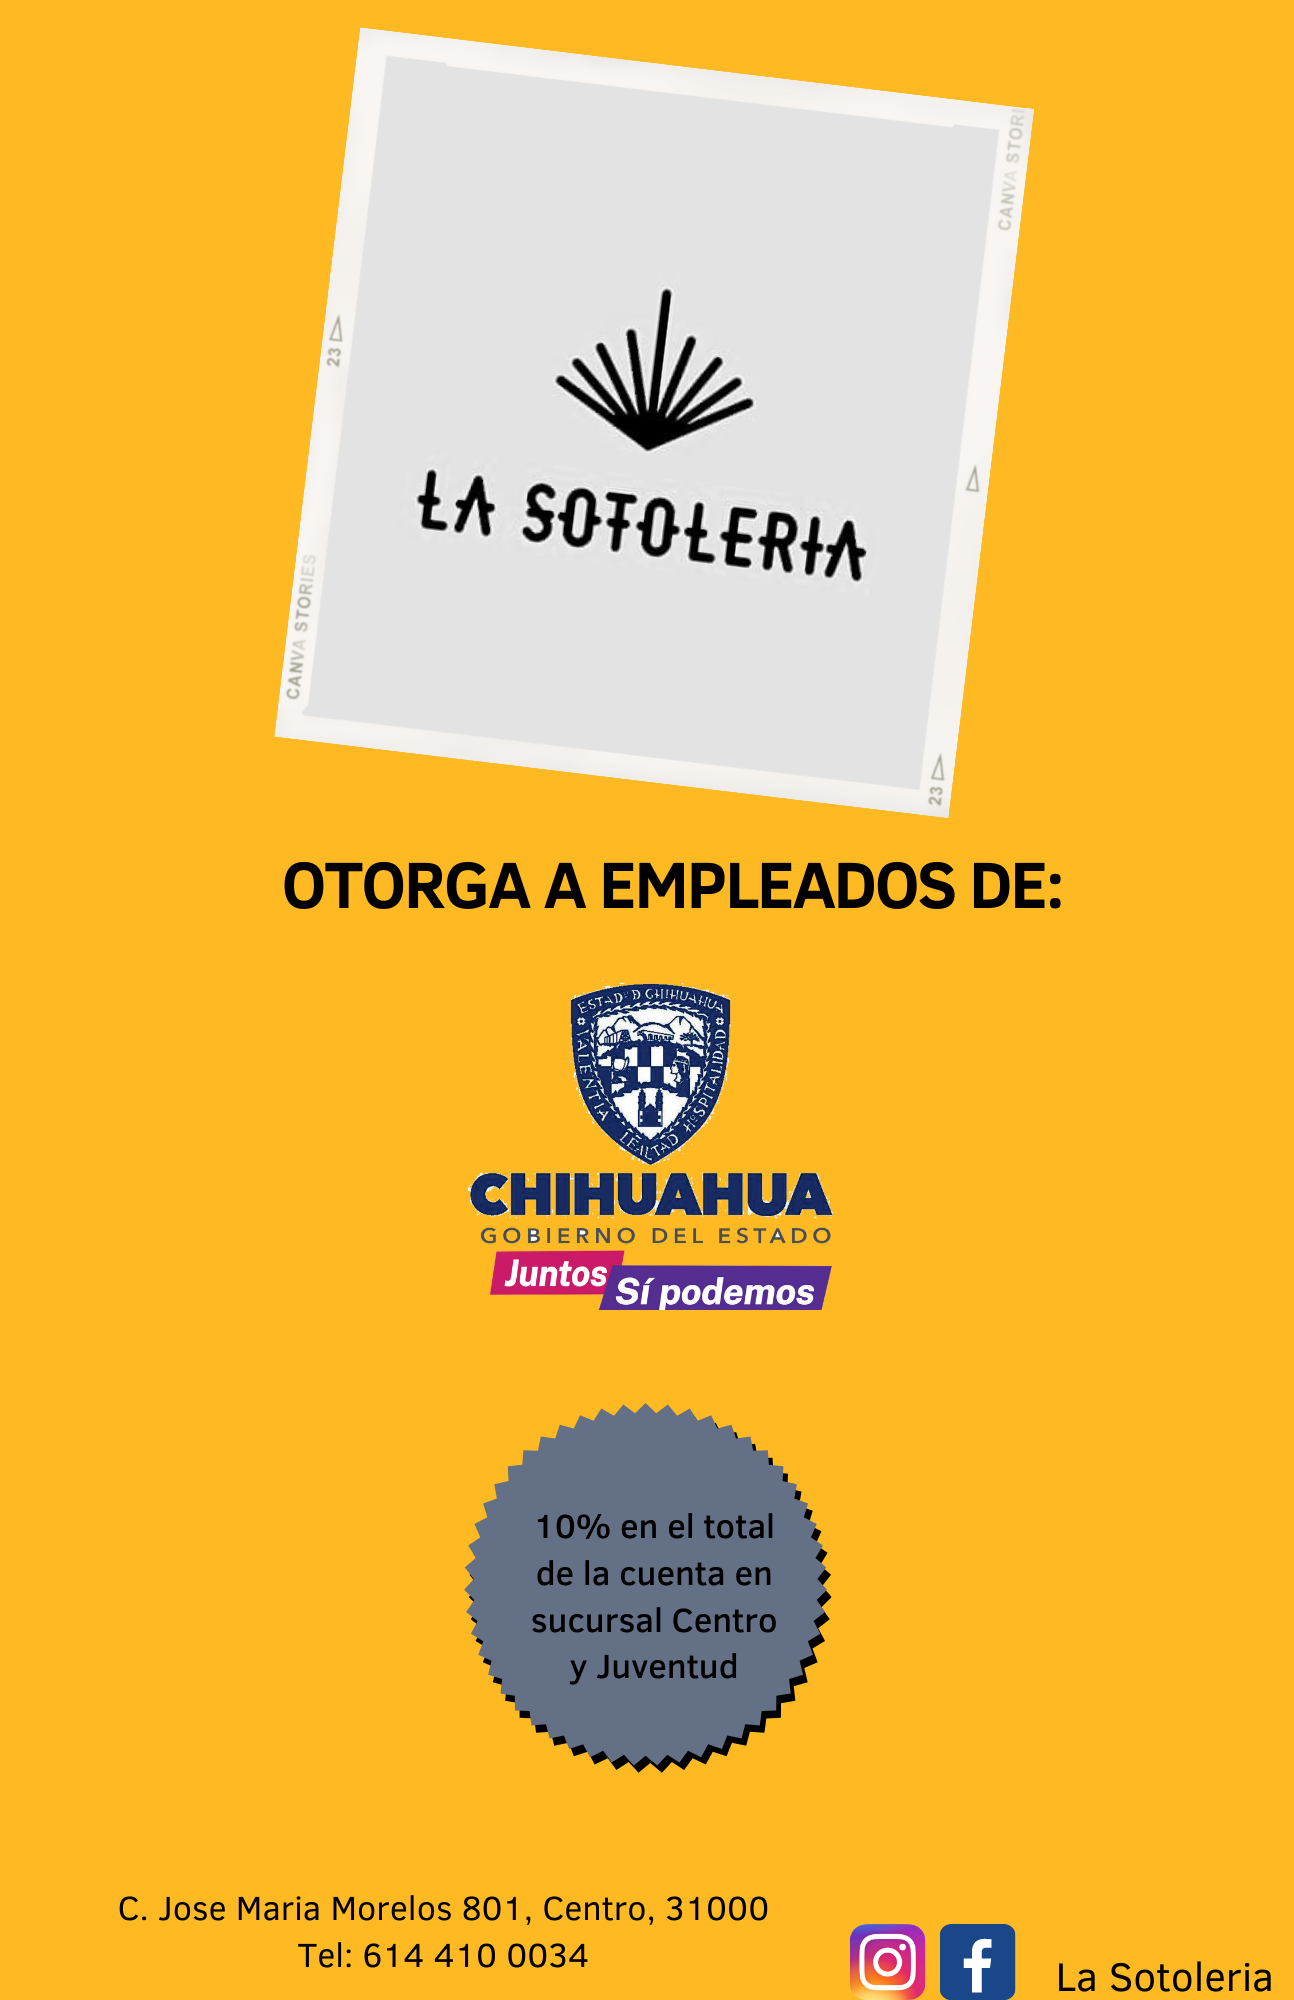 CANVA STORI
23
LA SOTOLERIA
CANVA STORIES
23
OTORGA A EMPLEADOS DE:
ESTADO D CHIHUAHUA
VALENTIA
LEALTAD
HOSPITALIDAD
CHIHUAHUA
GOBIERNO DEL ESTADO
Juntos
Sí podemos
10% en el total
de la cuenta en
sucursal Centro
y Juventud
C. Jose Maria Morelos 801, Centro, 31000
Tel: 614 410 0034
La Sotoleria